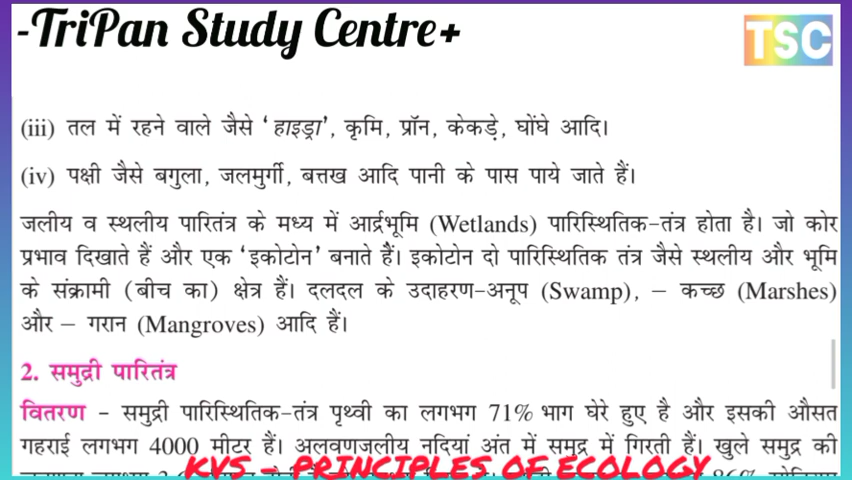 -TriPan Study Centre+
TSC
(iii) तल में रहने वाले जैसे ‘हाइड्रा’, कृमि, प्रॉन, केकड़े, घोंघे आदि।
(iv) पक्षी जैसे बगुला, जलमुर्गी, बत्तख आदि पानी के पास पाये जाते हैं।
जलीय व स्थलीय पारितंत्र के मध्य में आर्द्रभूमि (Wetlands) पारिस्थितिक-तंत्र होता है। जो कोर
प्रभाव दिखाते हैं और एक ‘इकोटोन’ बनाते हैं। इकोटोन दो पारिस्थितिक तंत्र जैसे स्थलीय और भूमि
के संक्रामी (बीच का) क्षेत्र हैं। दलदल के उदाहरण-अनूप (Swamp), – कच्छ (Marshes)
और – गरान (Mangroves) आदि हैं।
2. समुद्री पारितंत्र
वितरण - समुद्री पारिस्थितिक-तंत्र पृथ्वी का लगभग 71% भाग घेरे हुए है और इसकी औसत
गहराई लगभग 4000 मीटर हैं। अलवणजलीय नदियां अंत में समुद्र में गिरती हैं। खुले समुद्र की
KVS - PRINCIPLES OF ECOLOGY